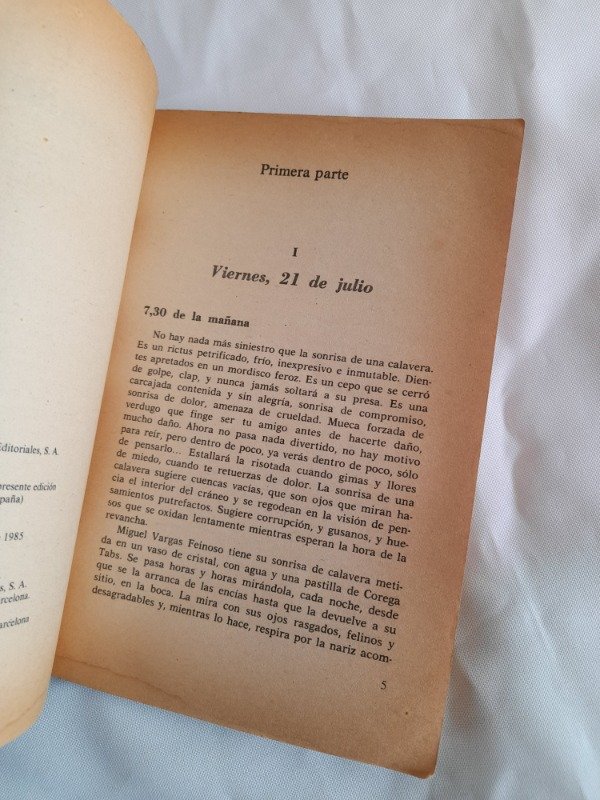 Editoriales, S. A.
presente edición
España)
1985
S. A.
Barcelona.
Barcelona
Primera parte
I
Viernes, 21 de julio
7,30 de la mañana
No hay nada más siniestro que la sonrisa de una calavera.
Es un rictus petrificado, frío, inexpresivo e inmutable. Dien-
tes apretados en un mordisco feroz. Es un cepo que se cerró
de golpe, clap, y nunca jamás soltará a su presa. Es una
carcajada contenida y sin alegría, sonrisa de compromiso,
sonrisa de dolor, amenaza de crueldad. Mueca forzada de
verdugo que finge ser tu amigo antes de hacerte daño,
mucho daño. Ahora no pasa nada divertido, no hay motivo
para reír, pero dentro de poco, ya verás dentro de poco, sólo
de pensarlo... Estallará la risotada cuando gimas y llores
de miedo, cuando te retuerzas de dolor. La sonrisa de una
calavera sugiere cuencas vacías, que son ojos que miran ha-
cia el interior del cráneo y se regodean en la visión de pen-
samientos putrefactos. Sugiere corrupción, y gusanos, y hue-
sos que se oxidan lentamente mientras esperan la hora de la
revancha.
Miguel Vargas Feinoso tiene su sonrisa de calavera meti-
da en un vaso de cristal, con agua y una pastilla de Corega
Tabs. Se pasa horas y horas mirándola, cada noche, desde
que se la arranca de las encías hasta que la devuelve a su
sitio, en la boca. La mira con sus ojos rasgados, felinos y
desagradables y, mientras lo hace, respira por la nariz acom-
5